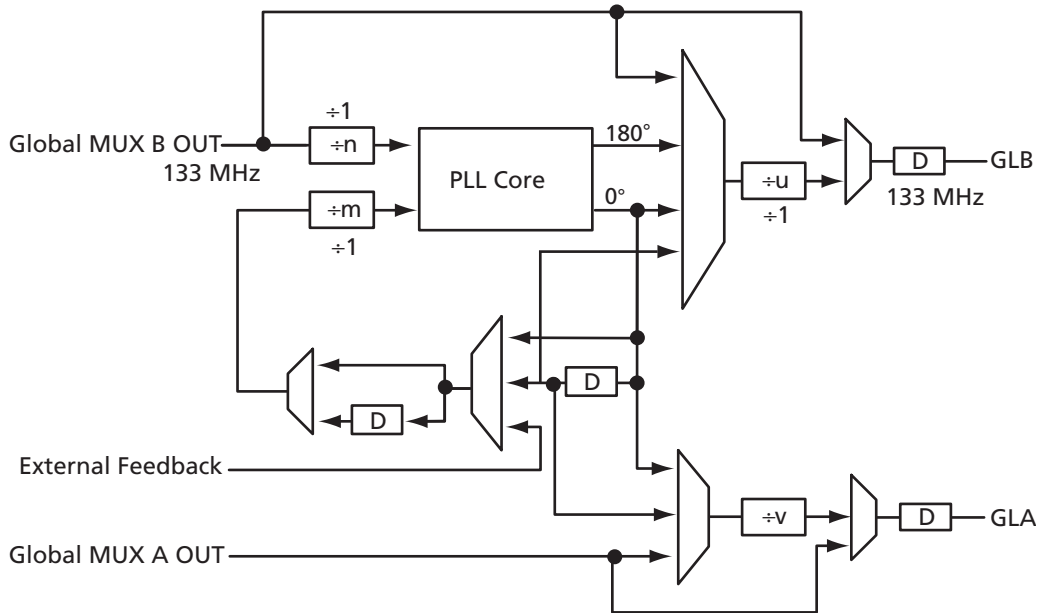 ÷1
Global MUX B OUT
÷n
133 MHz
÷m
÷1
PLL Core
180°
0°
÷u
÷1
D
GLB
133 MHz
D
D
External Feedback
Global MUX A OUT
÷v
D
GLA